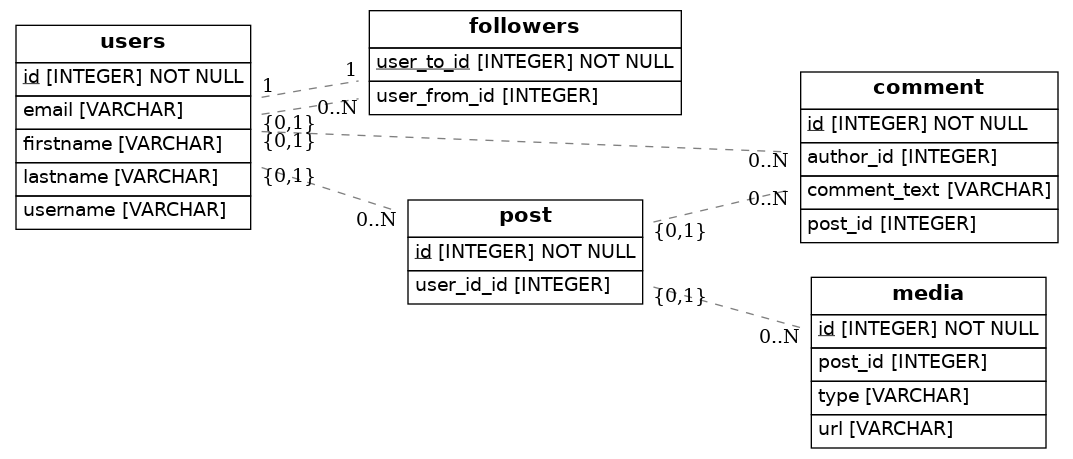 users
id [INTEGER] NOT NULL
email [VARCHAR]
firstname [VARCHAR]
lastname [VARCHAR]
username [VARCHAR]
followers
user_to_id [INTEGER] NOT NULL
user_from_id [INTEGER]
1
1
{0,1}
0..N
{0,1}
0..N
{0,1}
0..N
post
id [INTEGER] NOT NULL
user_id_id [INTEGER]
{0,1}
0..N
{0,1}
0..N
comment
id [INTEGER] NOT NULL
author_id [INTEGER]
comment_text [VARCHAR]
post_id [INTEGER]
media
id [INTEGER] NOT NULL
post_id [INTEGER]
type [VARCHAR]
url [VARCHAR]